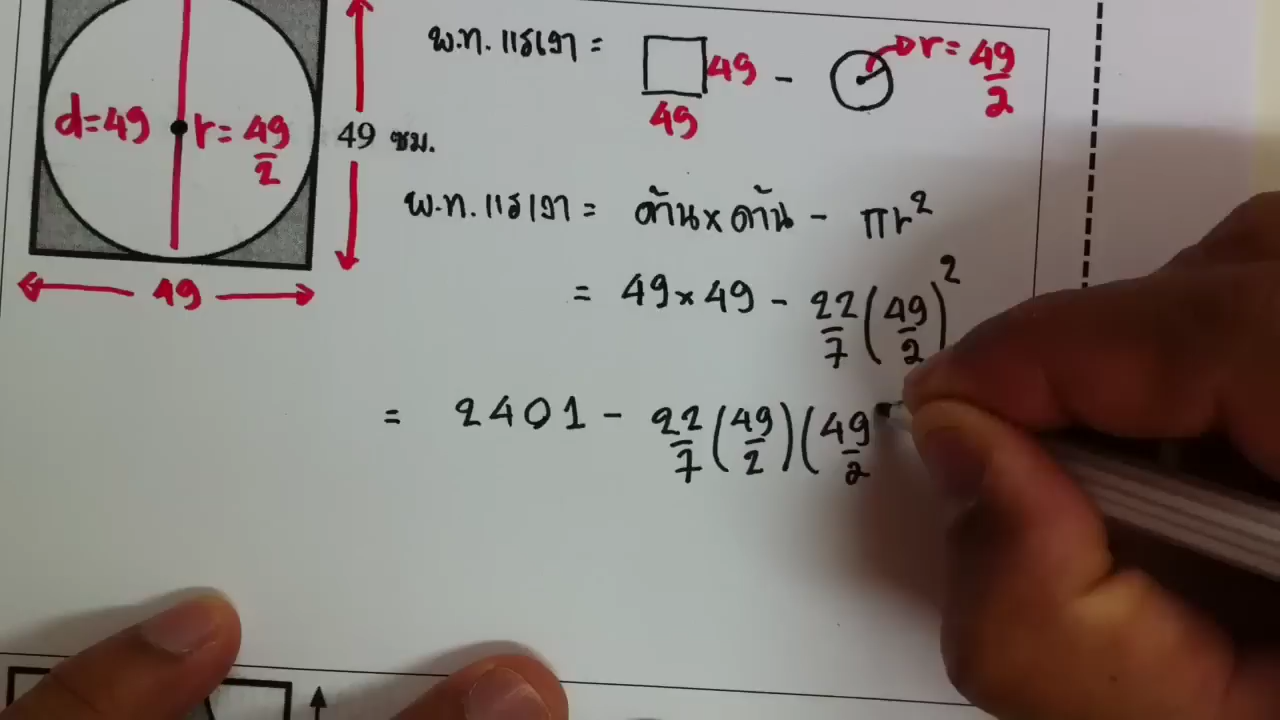 พ.ท. แรเงา = 49 49 - r = 49/2
d=49 r= 49/2 49 ซม.
พ.ท. แรเงา = ด้าน x ด้าน - πr²
49 = 49 x 49 - 22/7 (49/2)²
= 2401 - 22/7 (49/2) (49/2